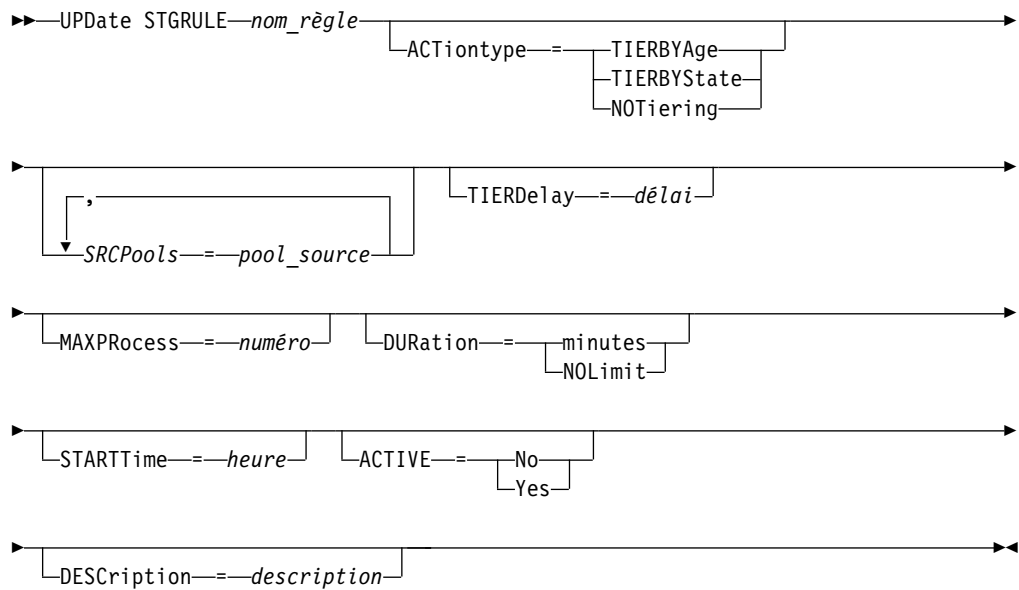 UPDate STGRULE nom_règle
ACTiontype = TIERBYAge
TIERBYState
NOTiering
,
SRCPools = pool_source
TIERDelay = délai
MAXPRocess = numéro
DURation = minutes
NOLimit
STARTTime = heure
ACTIVE = No
Yes
DESCription = description